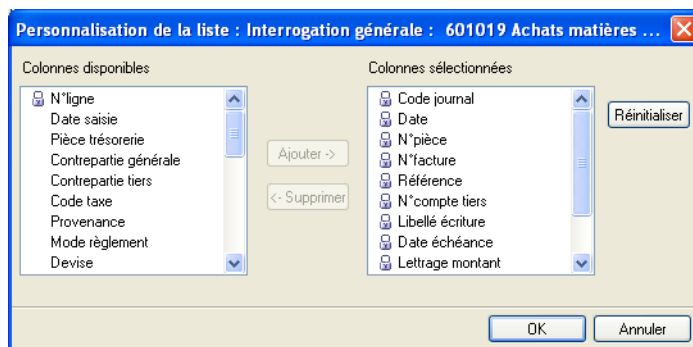 Personnalisation de la liste : Interrogation générale : 601019 Achats matières ...
Colonnes disponibles
N°ligne
Date saisie
Pièce trésorerie
Contrepartie générale
Contrepartie tiers
Code taxe
Provenance
Mode règlement
Devise
Ajouter ->
<- Supprimer
Colonnes sélectionnées
Code journal
Date
N°pièce
N°facture
Référence
N°compte tiers
Libellé écriture
Date échéance
Lettrage montant
Réinitialiser
OK
Annuler